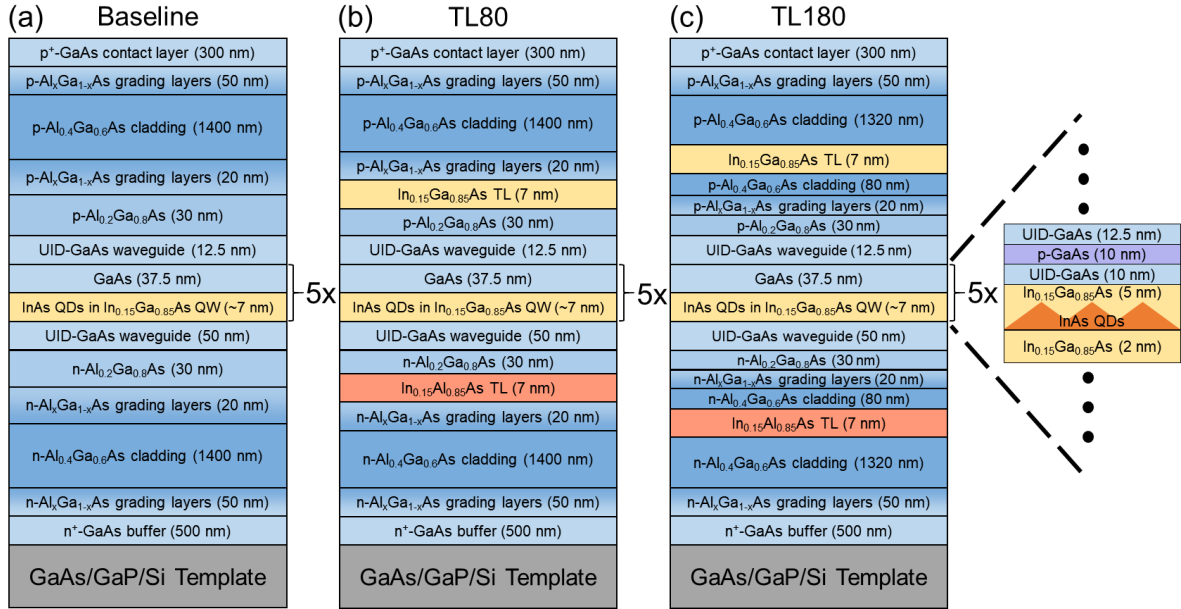 (a) Baseline
p⁺-GaAs contact layer (300 nm)
p-AlₓGa₁₋ₓAs grading layers (50 nm)
p-Al₀.₄Ga₀.₆As cladding (1400 nm)
p-AlₓGa₁₋ₓAs grading layers (20 nm)
p-Al₀.₂Ga₀.₈As (30 nm)
UID-GaAs waveguide (12.5 nm)
GaAs (37.5 nm)
InAs QDs in In₀.₁₅Ga₀.₈₅As QW (~7 nm)
5x
UID-GaAs waveguide (50 nm)
n-Al₀.₂Ga₀.₈As (30 nm)
n-AlₓGa₁₋ₓAs grading layers (20 nm)
n-Al₀.₄Ga₀.₆As cladding (1400 nm)
n-AlₓGa₁₋ₓAs grading layers (50 nm)
n⁺-GaAs buffer (500 nm)
GaAs/GaP/Si Template
(b) TL80
p⁺-GaAs contact layer (300 nm)
p-AlₓGa₁₋ₓAs grading layers (50 nm)
p-Al₀.₄Ga₀.₆As cladding (1400 nm)
p-AlₓGa₁₋ₓAs grading layers (20 nm)
In₀.₁₅Ga₀.₈₅As TL (7 nm)
p-Al₀.₂Ga₀.₈As (30 nm)
UID-GaAs waveguide (12.5 nm)
GaAs (37.5 nm)
InAs QDs in In₀.₁₅Ga₀.₈₅As QW (~7 nm)
5x
UID-GaAs waveguide (50 nm)
n-Al₀.₂Ga₀.₈As (30 nm)
In₀.₁₅Al₀.₈₅As TL (7 nm)
n-AlₓGa₁₋ₓAs grading layers (20 nm)
n-Al₀.₄Ga₀.₆As cladding (1400 nm)
n-AlₓGa₁₋ₓAs grading layers (50 nm)
n⁺-GaAs buffer (500 nm)
GaAs/GaP/Si Template
(c) TL180
p⁺-GaAs contact layer (300 nm)
p-AlₓGa₁₋ₓAs grading layers (50 nm)
p-Al₀.₄Ga₀.₆As cladding (1320 nm)
In₀.₁₅Ga₀.₈₅As TL (7 nm)
p-Al₀.₄Ga₀.₆As cladding (80 nm)
p-AlₓGa₁₋ₓAs grading layers (20 nm)
p-Al₀.₂Ga₀.₈As (30 nm)
UID-GaAs waveguide (12.5 nm)
GaAs (37.5 nm)
InAs QDs in In₀.₁₅Ga₀.₈₅As QW (~7 nm)
5x
UID-GaAs waveguide (50 nm)
n-Al₀.₂Ga₀.₈As (30 nm)
n-AlₓGa₁₋ₓAs grading layers (20 nm)
n-Al₀.₄Ga₀.₆As cladding (80 nm)
In₀.₁₅Al₀.₈₅As TL (7 nm)
n-Al₀.₄Ga₀.₆As cladding (1320 nm)
n-AlₓGa₁₋ₓAs grading layers (50 nm)
n⁺-GaAs buffer (500 nm)
GaAs/GaP/Si Template
UID-GaAs (12.5 nm)
p-GaAs (10 nm)
UID-GaAs (10 nm)
In₀.₁₅Ga₀.₈₅As (5 nm)
InAs QDs
In₀.₁₅Ga₀.₈₅As (2 nm)